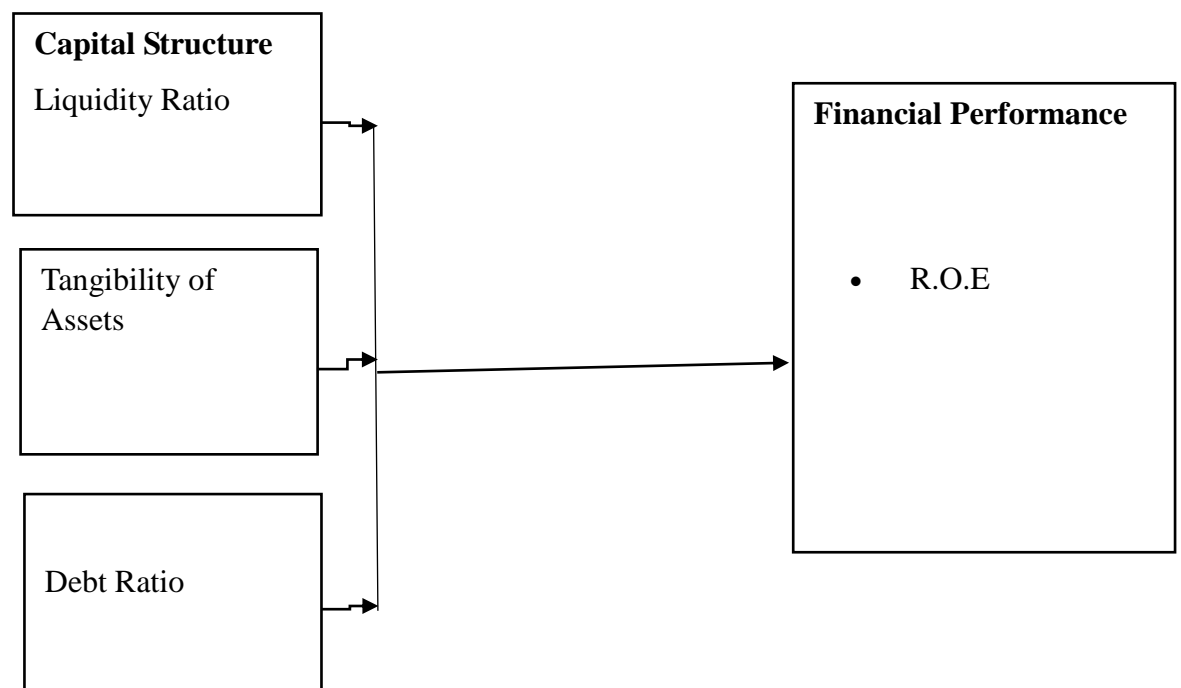 Capital Structure
Liquidity Ratio
Tangibility of
Assets
Debt Ratio
Financial Performance
• R.O.E